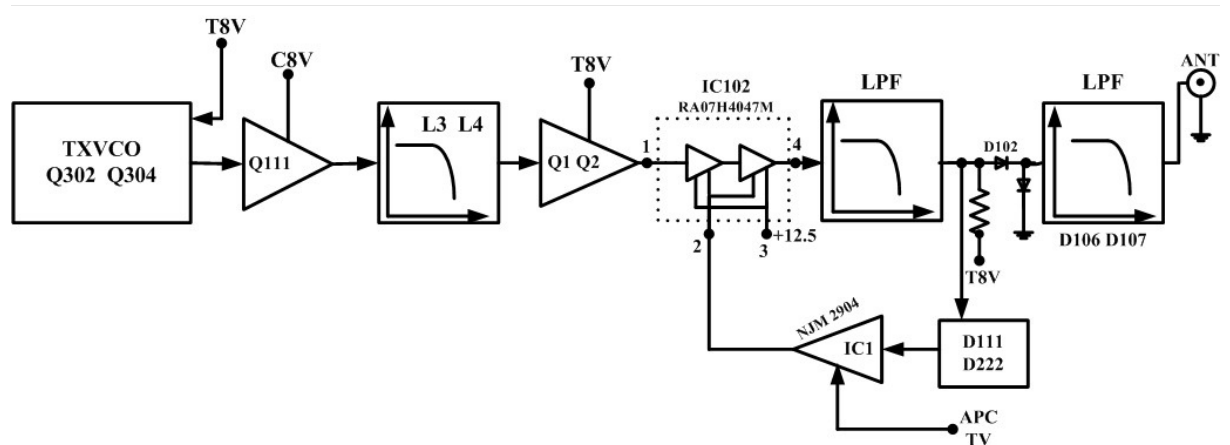 T8V
C8V
TXVCO
Q302 Q304
Q111
L3 L4
T8V
Q1 Q2
1
IC102
RA07H4047M
4
2
3
+12.5
LPF
D102
T8V
LPF
D106 D107
ANT
NJM 2904
IC1
D111
D222
APC
TV